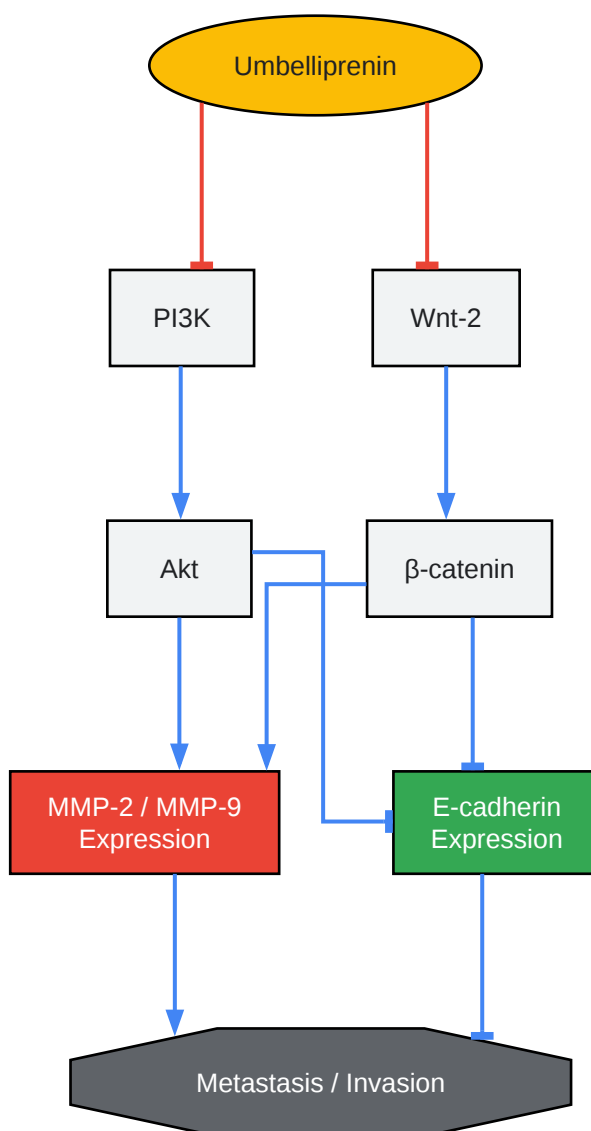 Umbelliprenin
PI3K
Wnt-2
Akt
β-catenin
MMP-2 / MMP-9
Expression
E-cadherin
Expression
Metastasis / Invasion